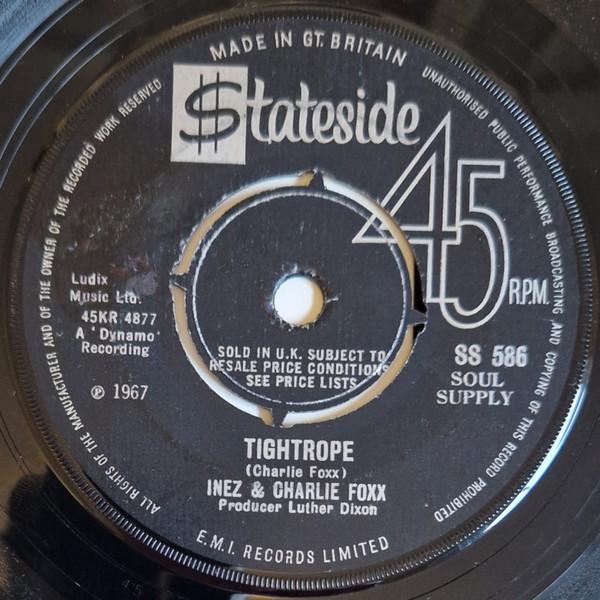 MADE IN GT. BRITAIN
UNAUTHORISED PUBLIC PERFORMANCE BROADCASTING AND COPYING OF THIS RECORD PROHIBITED
ALL RIGHTS OF THE MANUFACTURER AND OF THE OWNER OF THE RECORDED WORK RESERVED
$tateside
45 R.P.M.
Ludix
Music Ltd.
45KR 4877
A 'Dynamo'
Recording
℗ 1967
SOLD IN U.K. SUBJECT TO
RESALE PRICE CONDITIONS
SEE PRICE LISTS
SS 586
SOUL
SUPPLY
TIGHTROPE
(Charlie Foxx)
INEZ & CHARLIE FOXX
Producer Luther Dixon
E.M.I. RECORDS LIMITED